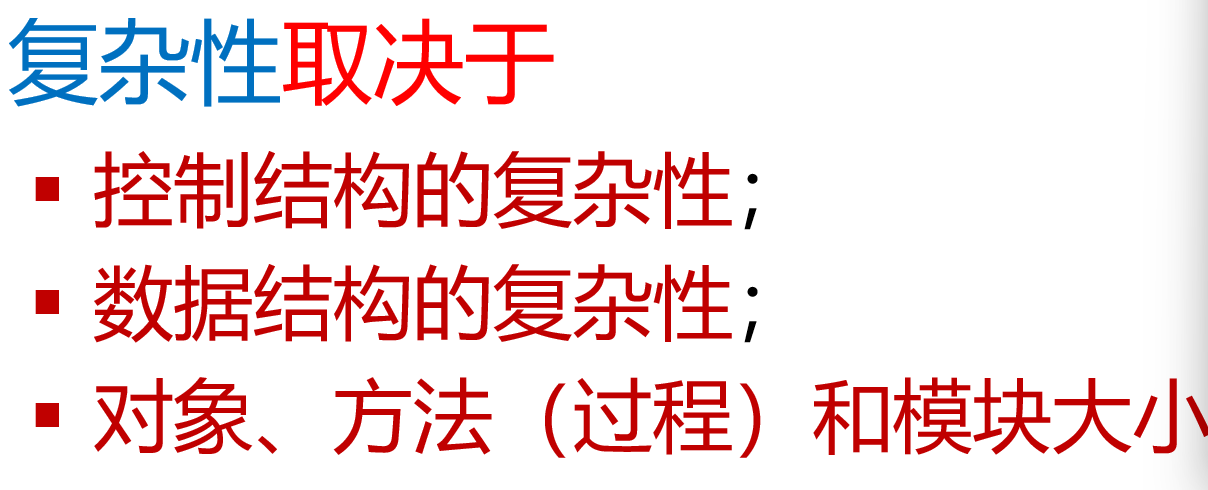 复杂性取决于
▪ 控制结构的复杂性;
▪ 数据结构的复杂性;
▪ 对象、方法（过程）和模块大小